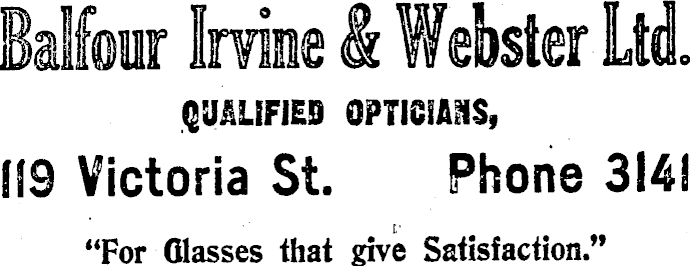 Balfour Irvine & Webster Ltd.
QUALIFIED OPTICIANS,
119 Victoria St. Phone 3141
"For Glasses that give Satisfaction."